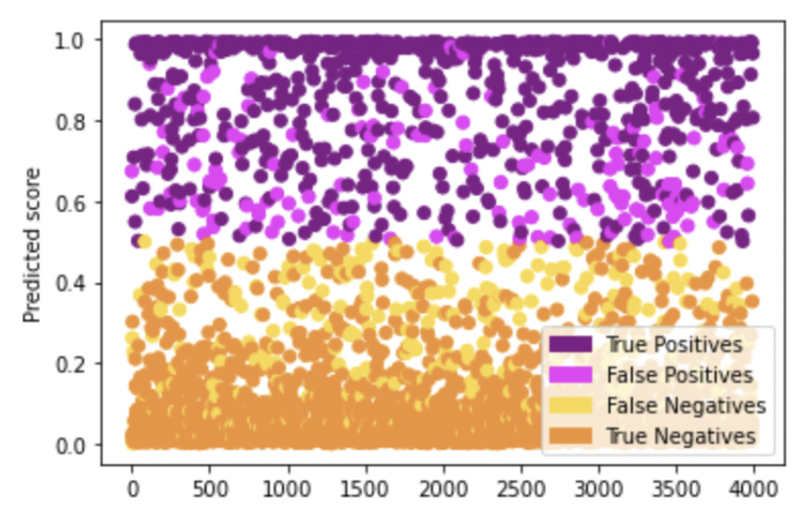 1.0
0.8
0.6
0.4
0.2
0.0
Predicted score
True Positives
False Positives
False Negatives
True Negatives
0 500 1000 1500 2000 2500 3000 3500 4000